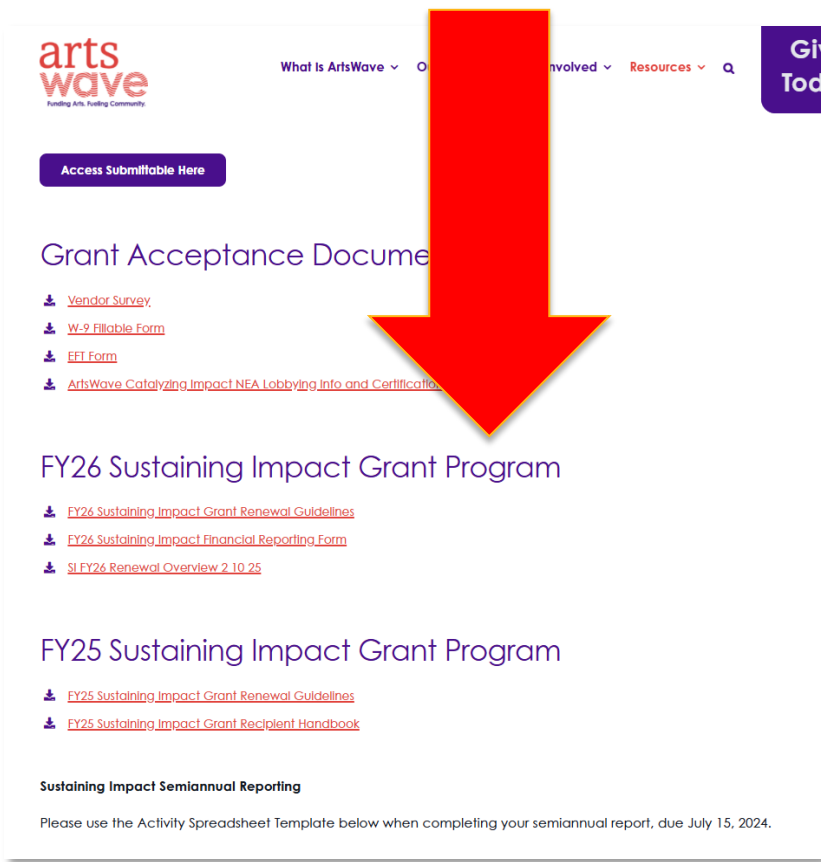 arts
wave
Funding Arts. Fueling Community.
What Is ArtsWave
nvolved
Resources
Access Submittable Here
Grant Acceptance Docume
Vendor Survey
W-9 Fillable Form
EFT Form
ArtsWave Catalyzing Impact NEA Lobbying Info and Certification
FY26 Sustaining Impact Grant Program
FY26 Sustaining Impact Grant Renewal Guidelines
FY26 Sustaining Impact Financial Reporting Form
SI FY26 Renewal Overview 2 10 25
FY25 Sustaining Impact Grant Program
FY25 Sustaining Impact Grant Renewal Guidelines
FY25 Sustaining Impact Grant Recipient Handbook
Sustaining Impact Semiannual Reporting
Please use the Activity Spreadsheet Template below when completing your semiannual report, due July 15, 2024.